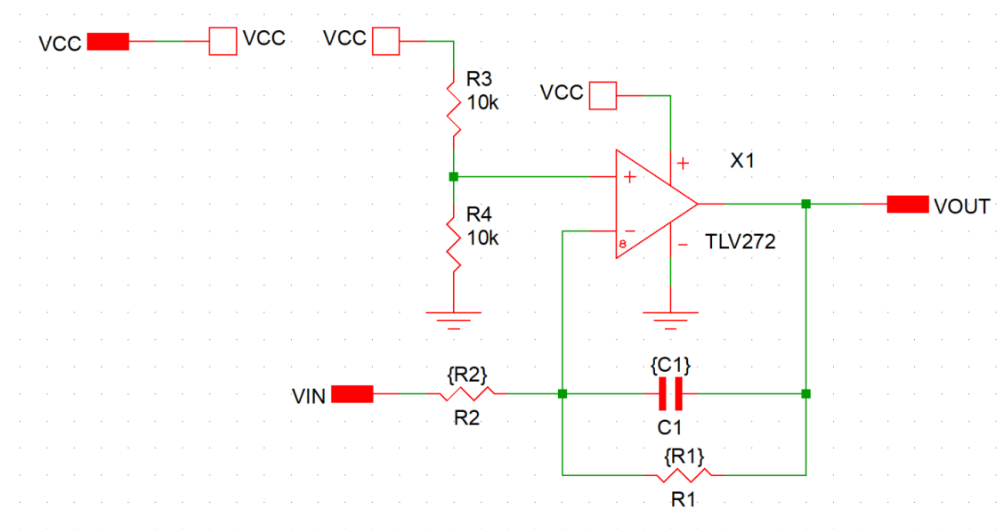 VCC
VCC
VCC
R3
10k
VCC
+
X1
+
VOUT
R4
10k
−
8
−
TLV272
{R2}
{C1}
VIN
R2
C1
{R1}
R1